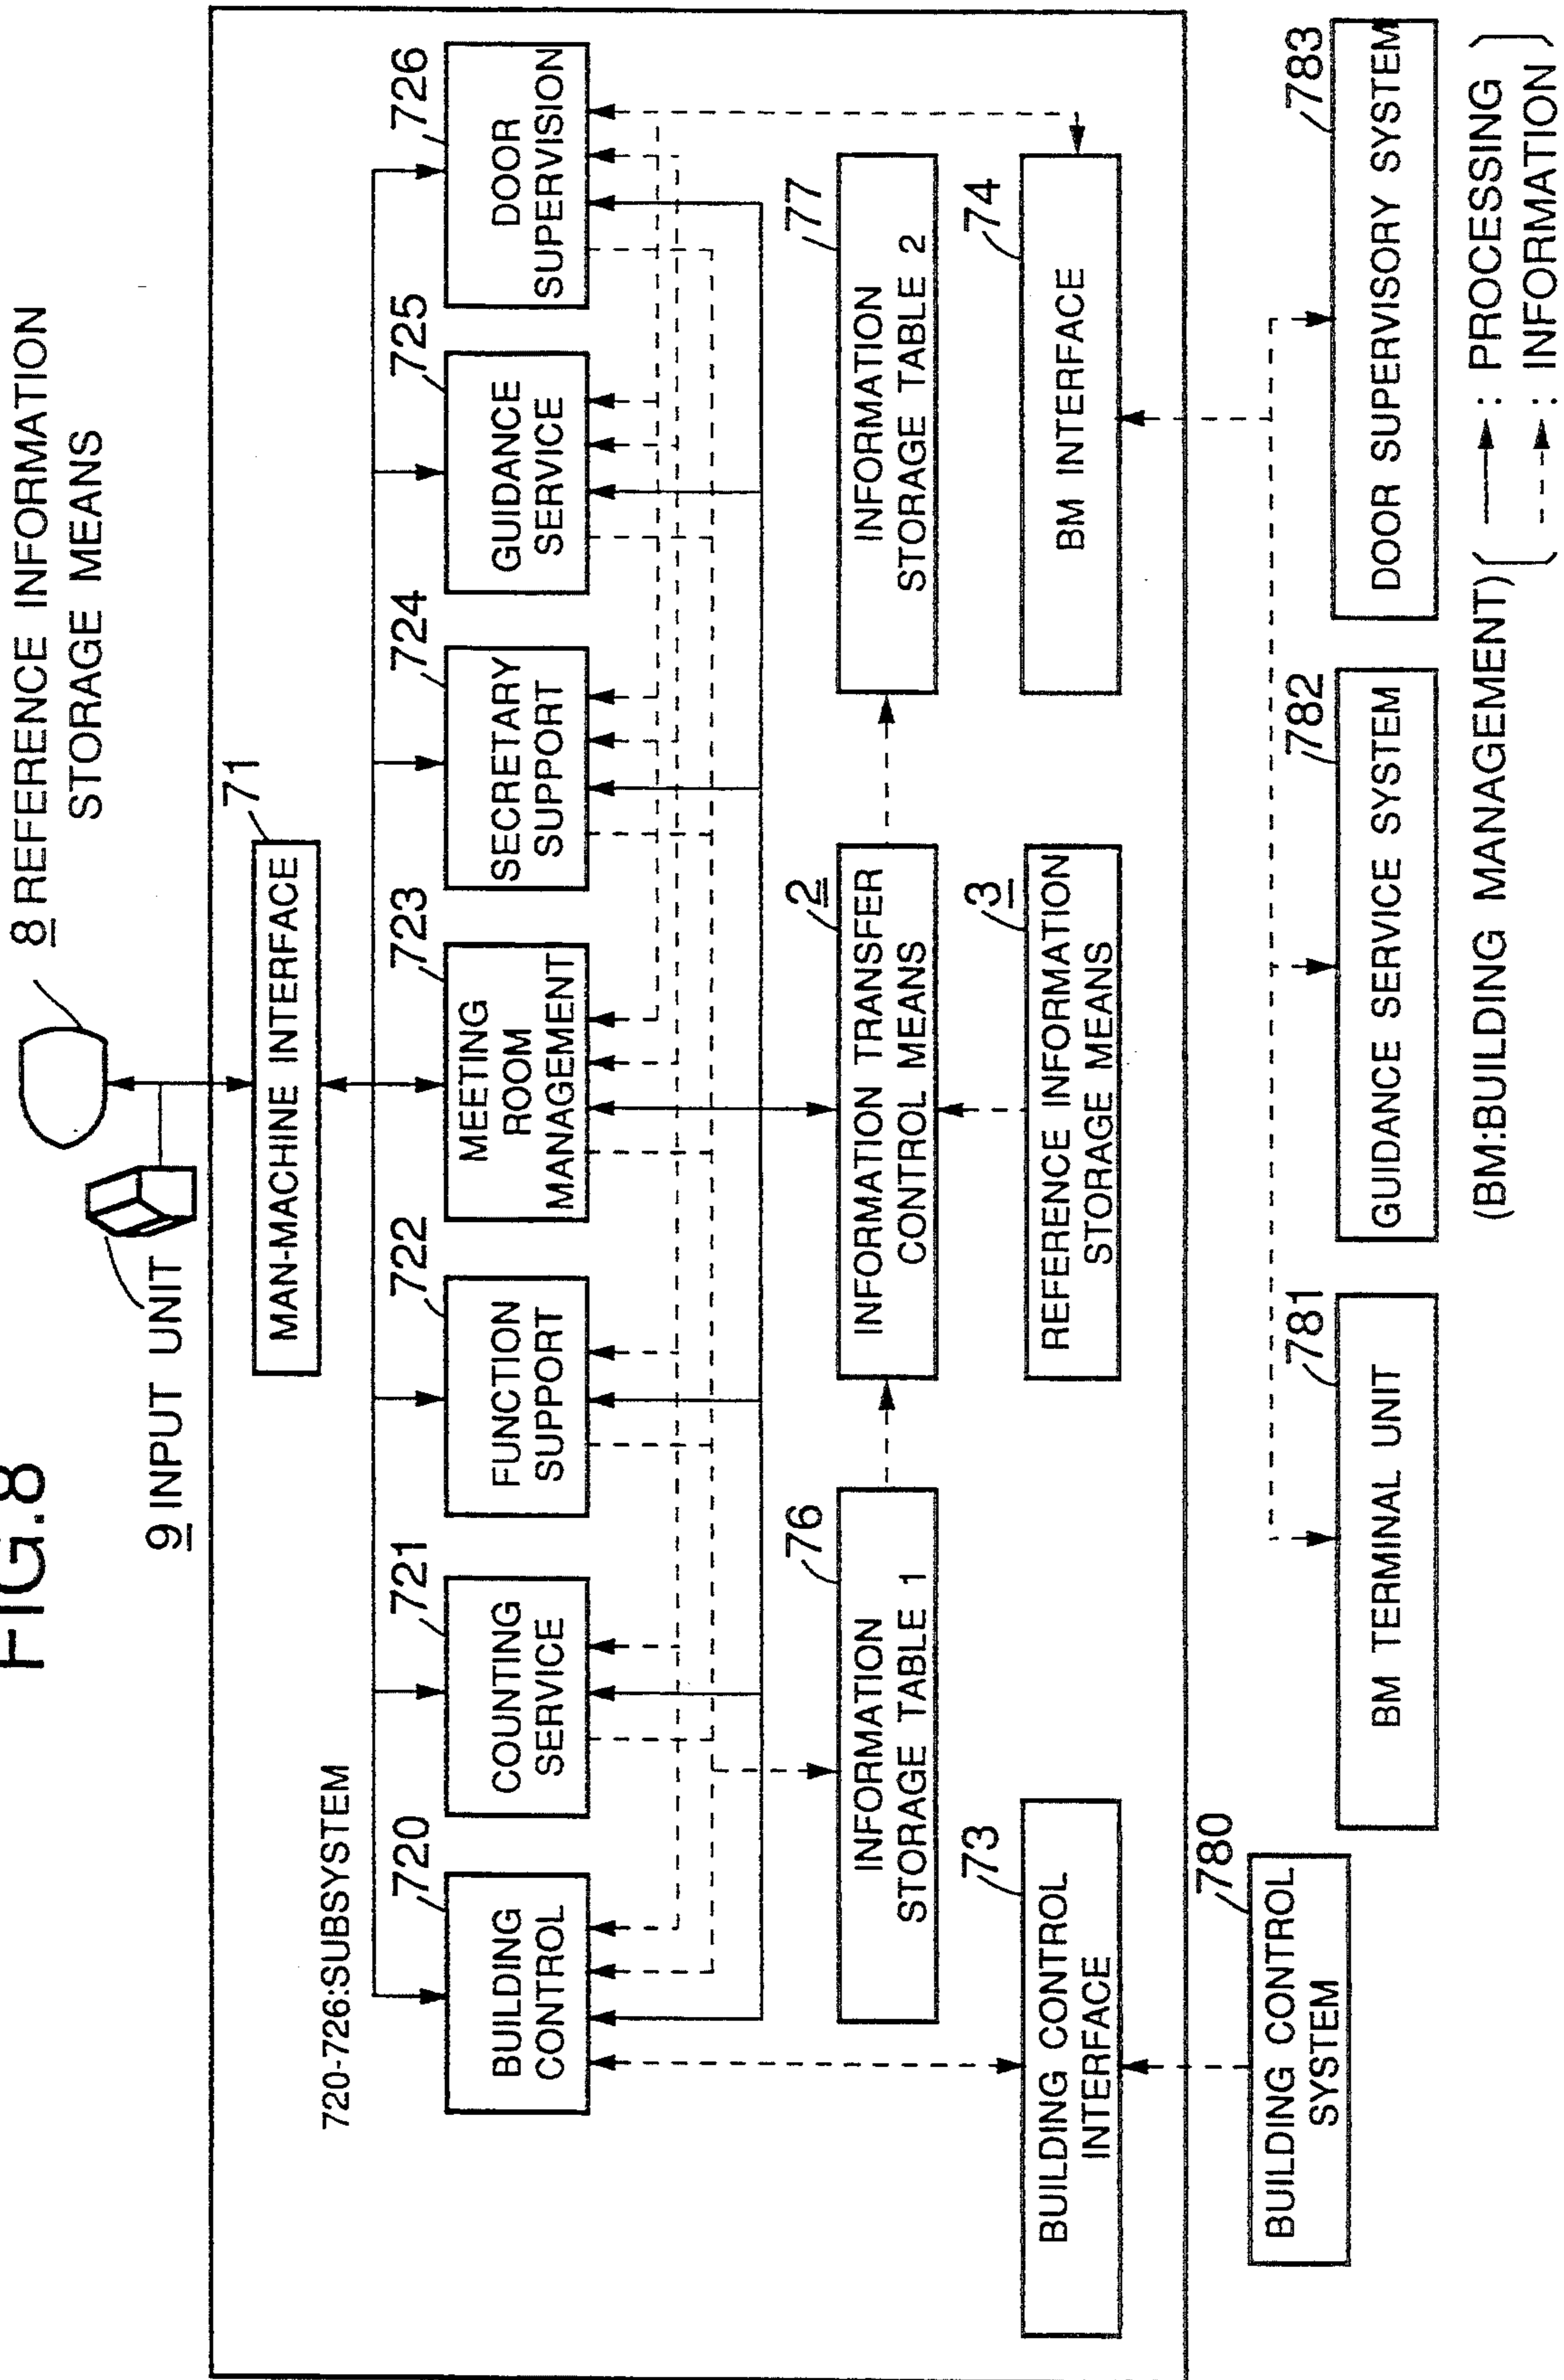 FIG.8
8 REFERENCE INFORMATION
STORAGE MEANS
9 INPUT UNIT
71
MAN-MACHINE INTERFACE
720-726:SUBSYSTEM
720
BUILDING
CONTROL
721
COUNTING
SERVICE
722
FUNCTION
SUPPORT
723
MEETING
ROOM
MANAGEMENT
724
SECRETARY
SUPPORT
725
GUIDANCE
SERVICE
726
DOOR
SUPERVISION
76
INFORMATION
STORAGE TABLE 1
2
INFORMATION TRANSFER
CONTROL MEANS
77
INFORMATION
STORAGE TABLE 2
73
BUILDING CONTROL
INTERFACE
3
REFERENCE INFORMATION
STORAGE MEANS
74
BM INTERFACE
780
BUILDING CONTROL
SYSTEM
781
BM TERMINAL UNIT
782
GUIDANCE SERVICE SYSTEM
783
DOOR SUPERVISORY SYSTEM
(BM:BUILDING MANAGEMENT)
: PROCESSING
: INFORMATION